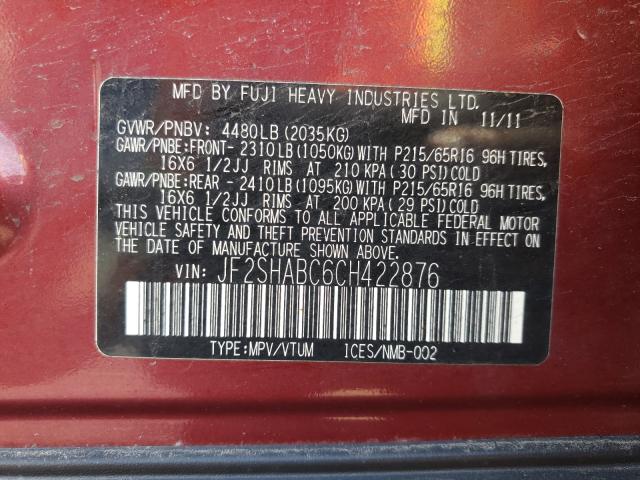 MFD BY FUJI HEAVY INDUSTRIES LTD.
MFD IN 11/11
GVWR/PNBV: 4480LB(2035KG)
GAWR/PNBE:FRONT- 2310LB(1050KG)WITH P215/65R16 96H TIRES,
16X6 1/2JJ RIMS AT 210 KPA(30 PSI)COLD
GAWR/PNBE:REAR - 2410LB(1095KG)WITH P215/65R16 96H TIRES,
16X6 1/2JJ RIMS AT 200 KPA(29 PSI)COLD
THIS VEHICLE CONFORMS TO ALL APPLICABLE FEDERAL MOTOR
VEHICLE SAFETY AND THEFT PREVENTION STANDARDS IN EFFECT ON
THE DATE OF MANUFACTURE SHOWN ABOVE.
VIN: JF2SHABC6CH422876
TYPE:MPV/VTUM ICES/NMB-002